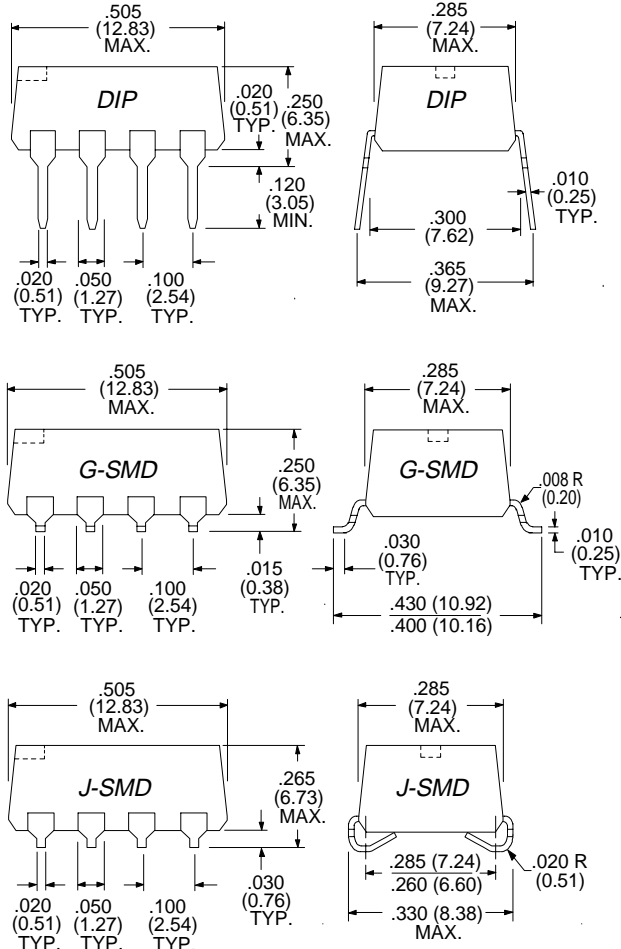 .505
(12.83)
MAX.
DIP
.020
(0.51)
TYP.
.250
(6.35)
MAX.
.120
(3.05)
MIN.
.020
(0.51)
TYP.
.050
(1.27)
TYP.
.100
(2.54)
TYP.
.285
(7.24)
MAX.
DIP
.010
(0.25)
TYP.
.300
(7.62)
.365
(9.27)
MAX.
.505
(12.83)
MAX.
G-SMD
.250
(6.35)
MAX.
.020
(0.51)
TYP.
.050
(1.27)
TYP.
.100
(2.54)
TYP.
.015
(0.38)
TYP.
.285
(7.24)
MAX.
G-SMD
.008 R
(0.20)
.010
(0.25)
TYP.
.030
(0.76)
TYP.
.430 (10.92)
.400 (10.16)
.505
(12.83)
MAX.
J-SMD
.265
(6.73)
MAX.
.020
(0.51)
TYP.
.050
(1.27)
TYP.
.100
(2.54)
TYP
.030
(0.76)
TYP.
.285
(7.24)
MAX.
J-SMD
.285 (7.24)
.260 (6.60)
.020 R
(0.51)
.330 (8.38)
MAX.